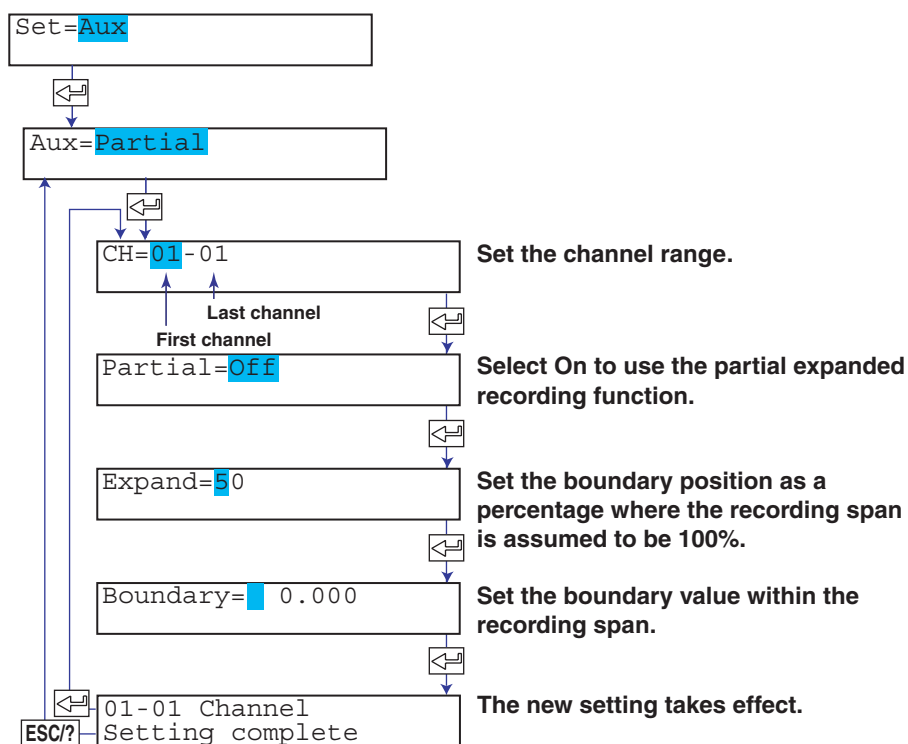 Set=Aux
Aux=Partial
CH=01-01
Set the channel range.
Last channel
First channel
Partial=Off
Select On to use the partial expanded
recording function.
Expand=50
Set the boundary position as a
percentage where the recording span
is assumed to be 100%.
Boundary= 0.000
Set the boundary value within the
recording span.
01-01 Channel
Setting complete
The new setting takes effect.
ESC/?